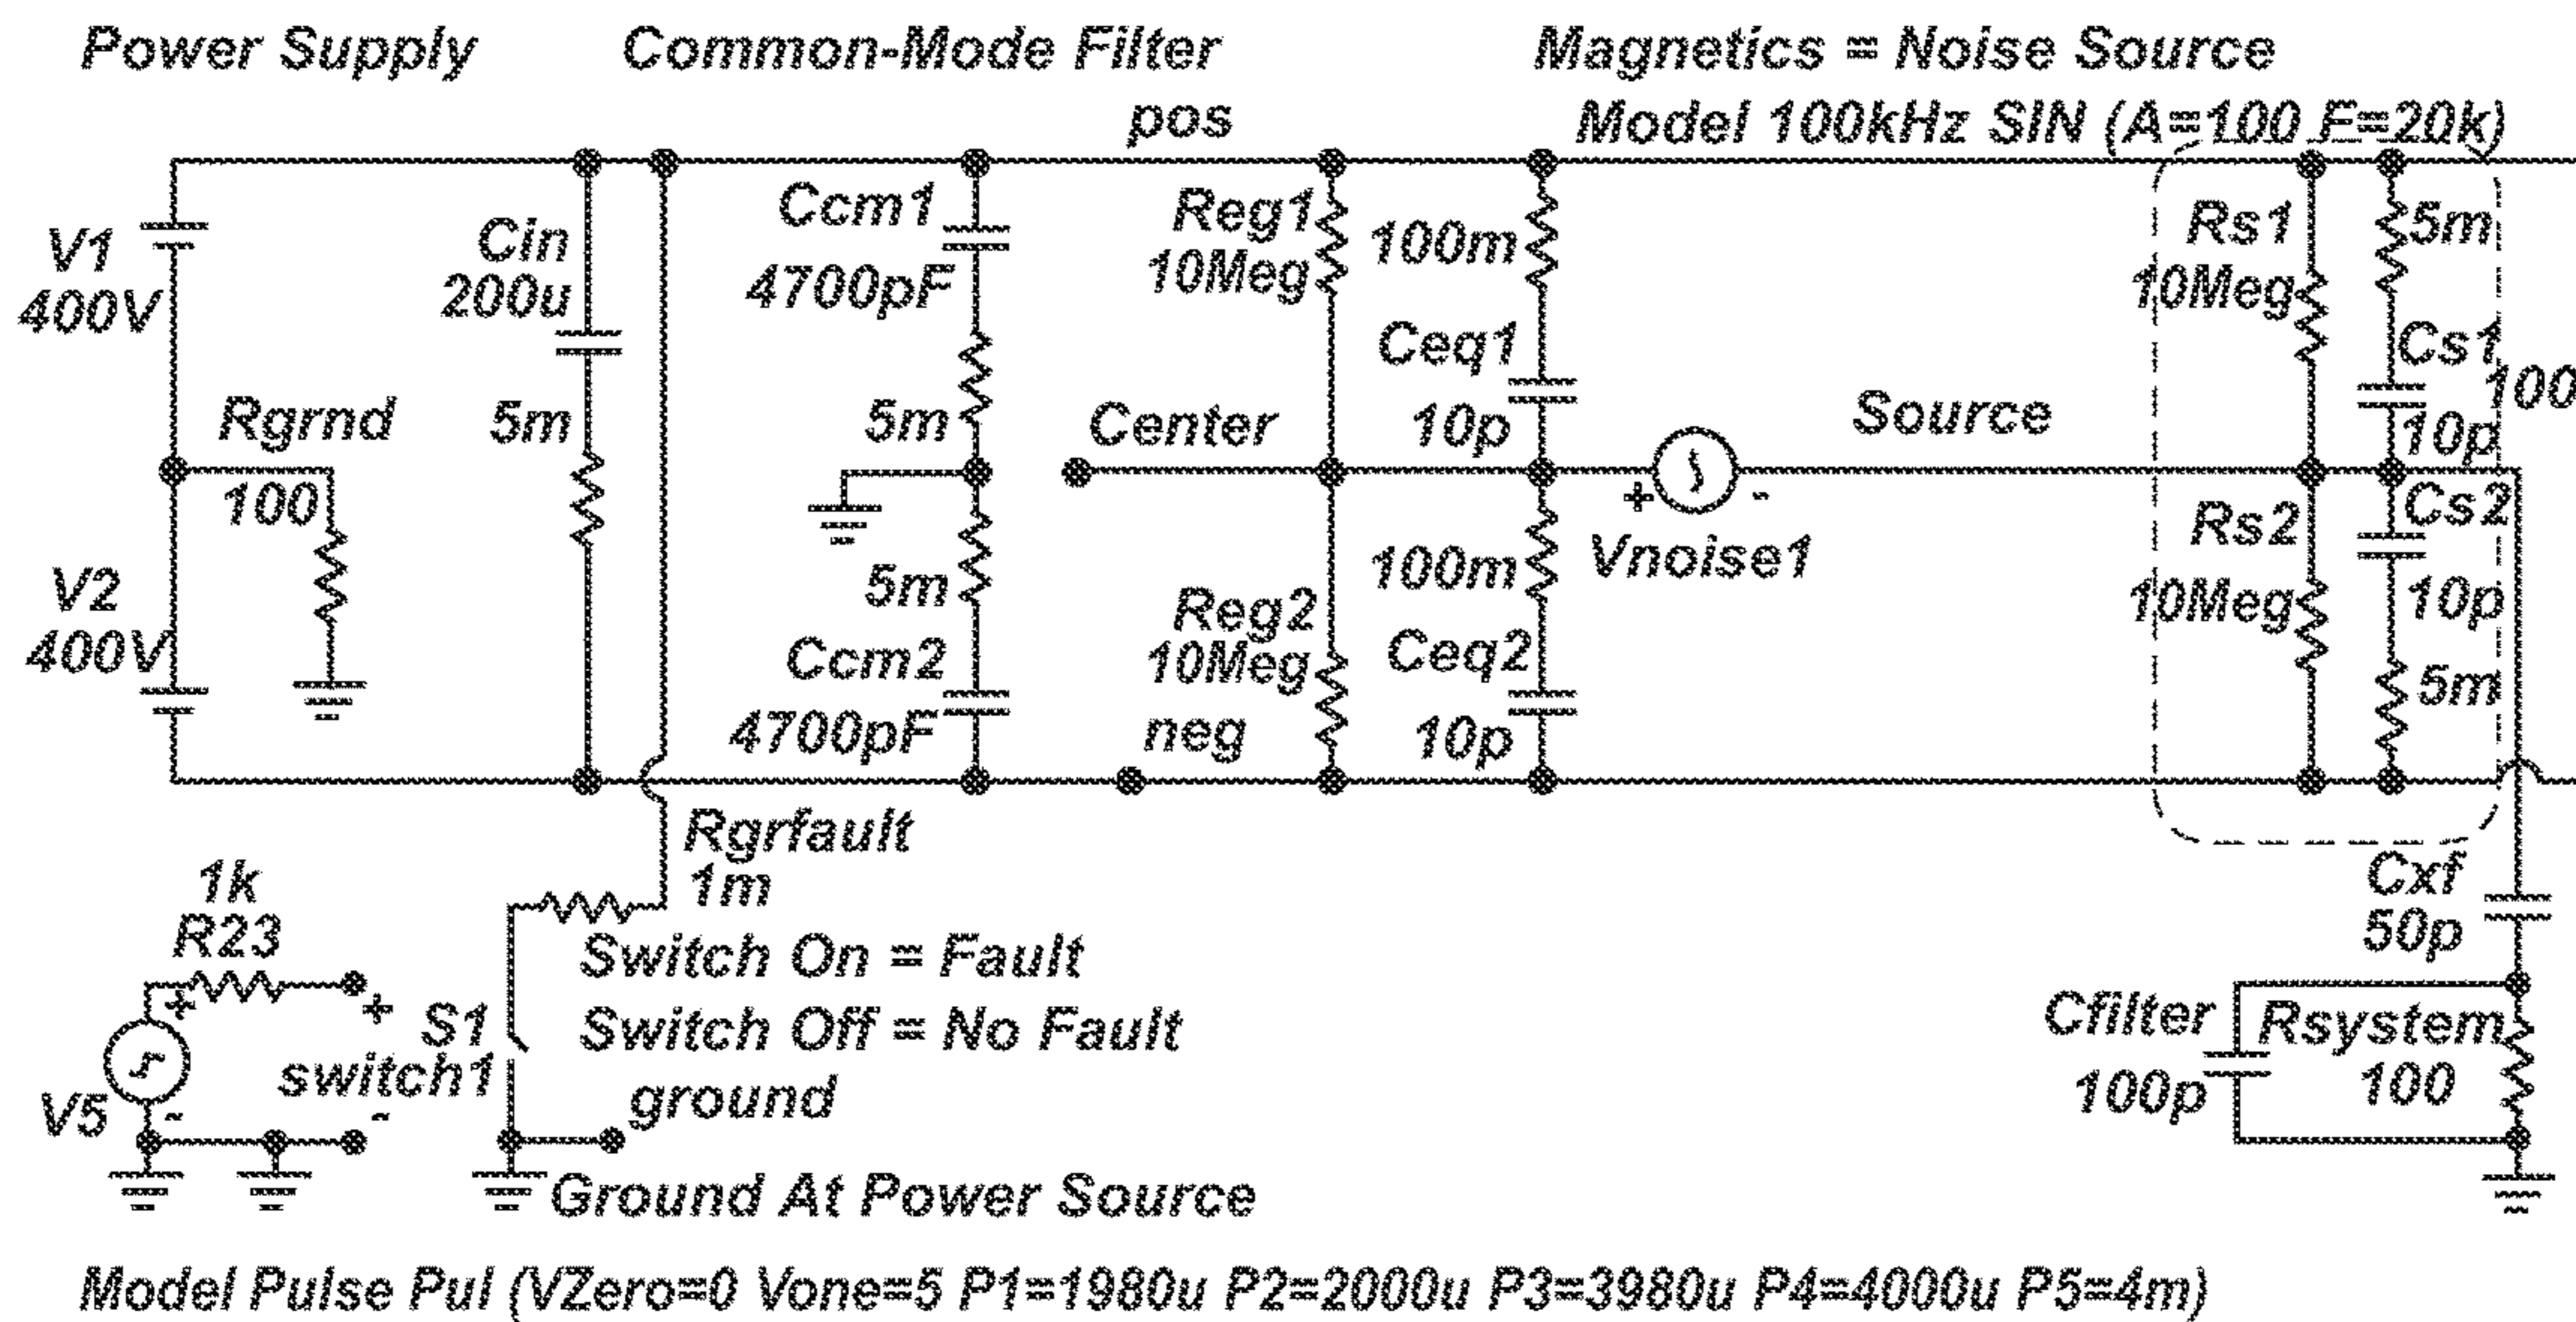 Power Supply
Common-Mode Filter
Magnetics = Noise Source
pos
Model 100kHz SIN (A=100 F=20k)
V1
400V
Cin
200u
5m
Rgrnd
100
V2
400V
Ccm1
4700pF
5m
5m
Ccm2
4700pF
Center
Reg1
10Meg
Reg2
10Meg
neg
100m
Ceq1
10p
100m
Ceq2
10p
+
-
Vnoise1
Source
Rs1
10Meg
5m
Cs1
10p
100
Rs2
10Meg
Cs2
10p
5m
Rgrfault
1m
1k
R23
+
+
Switch On = Fault
S1
switch1
Switch Off = No Fault
V5
-
-
ground
Ground At Power Source
Cxf
50p
Cfilter
100p
Rsystem
100
Model Pulse Pul (VZero=0 Vone=5 P1=1980u P2=2000u P3=3980u P4=4000u P5=4m)